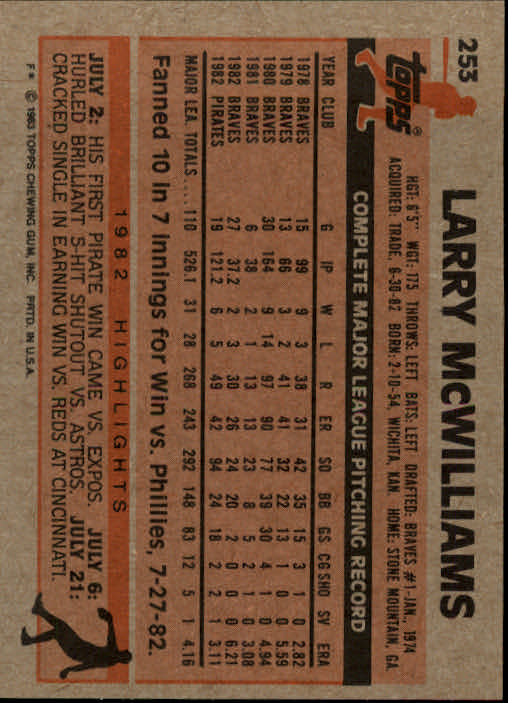 253
topps®
LARRY McWILLIAMS
HGT: 6'5" WGT: 175 THROWS: LEFT BATS: LEFT DRAFTED: BRAVES #1-JAN., 1974
ACQUIRED: TRADE, 6-30-82 BORN: 2-10-54, WICHITA, KAN. HOME: STONE MOUNTAIN, GA.
COMPLETE MAJOR LEAGUE PITCHING RECORD
YEAR CLUB G IP W L R ER SO BB GS CG SHO SV ERA
1978 BRAVES 15 99 9 3 38 31 42 35 15 3 1 0 2.82
1979 BRAVES 13 66 3 2 41 41 32 22 13 1 0 0 5.59
1980 BRAVES 30 164 9 14 97 90 77 39 30 4 1 0 4.94
1981 BRAVES 6 38 2 1 13 13 23 8 5 2 1 0 3.08
1982 BRAVES 27 37.2 2 3 30 26 24 20 2 0 0 0 6.21
1982 PIRATES 19 121.2 6 5 49 42 94 24 18 2 2 1 3.11
MAJOR LEA. TOTALS .... 110 526.1 31 28 268 243 292 148 83 12 5 1 4.16
Fanned 10 In 7 Innings for Win vs. Phillies, 7-27-82.
1982 HIGHLIGHTS
JULY 2: HIS FIRST PIRATE WIN CAME VS. EXPOS. JULY 6:
HURLED BRILLIANT 5-HIT SHUTOUT VS. ASTROS. JULY 21:
CRACKED SINGLE IN EARNING WIN VS. REDS AT CINCINNATI.
F* © 1983 TOPPS CHEWING GUM, INC. PRTD. IN U.S.A.